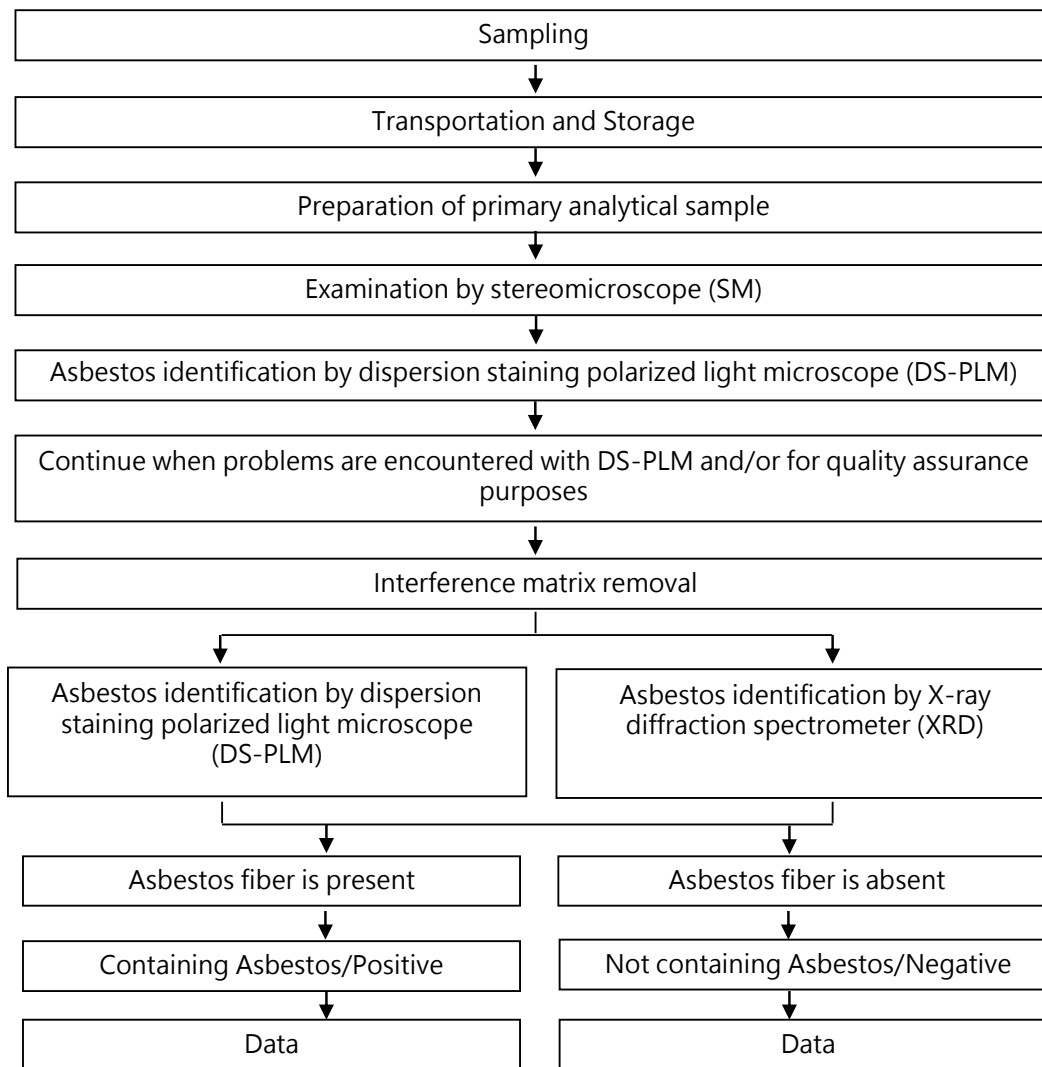 Sampling
Transportation and Storage
Preparation of primary analytical sample
Examination by stereomicroscope (SM)
Asbestos identification by dispersion staining polarized light microscope (DS-PLM)
Continue when problems are encountered with DS-PLM and/or for quality assurance
purposes
Interference matrix removal
Asbestos identification by dispersion
staining polarized light microscope
(DS-PLM)
Asbestos identification by X-ray
diffraction spectrometer (XRD)
Asbestos fiber is present
Asbestos fiber is absent
Containing Asbestos/Positive
Not containing Asbestos/Negative
Data
Data